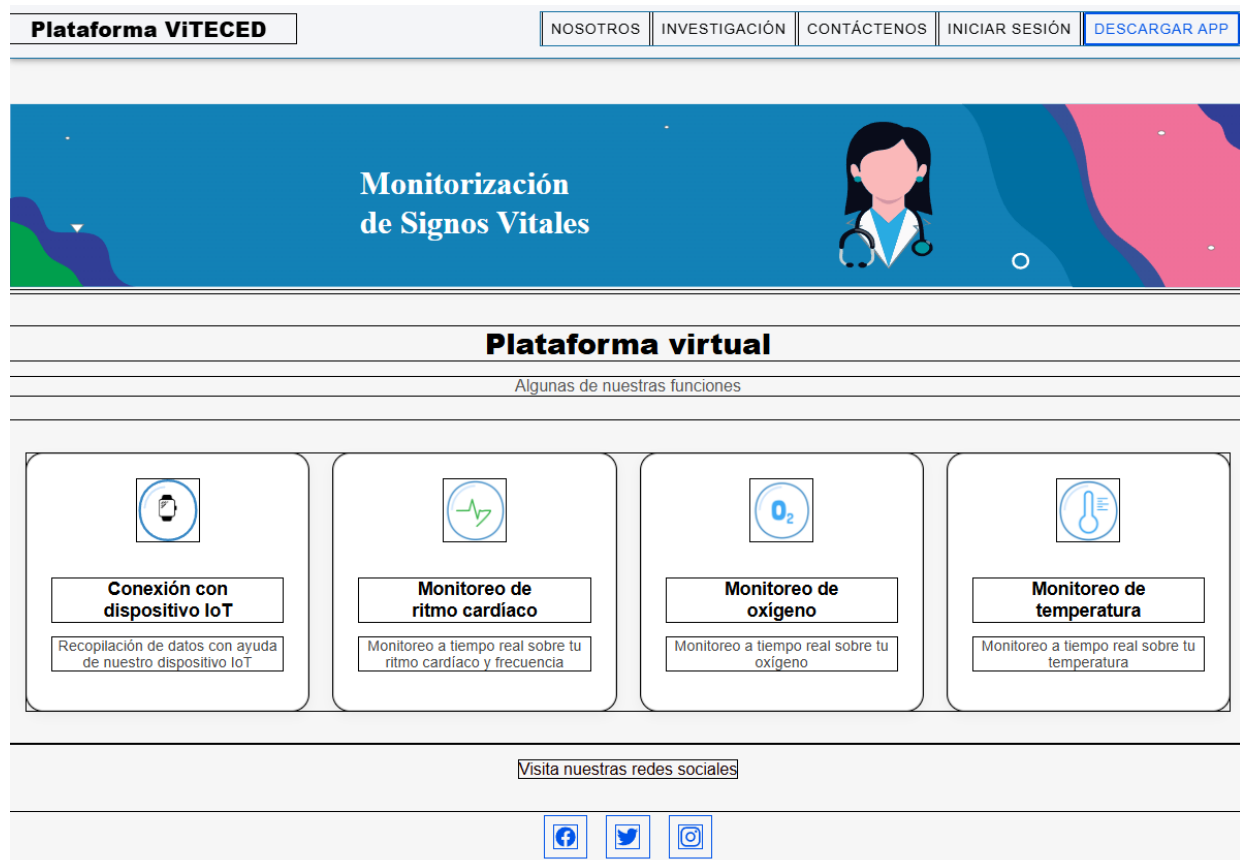 Plataforma ViTECED
NOSOTROS
INVESTIGACIÓN
CONTÁCTENOS
INICIAR SESIÓN
DESCARGAR APP
Monitorización
de Signos Vitales
Plataforma virtual
Algunas de nuestras funciones
O2
Conexión con
dispositivo IoT
Recopilación de datos con ayuda
de nuestro dispositivo IoT
Monitoreo de
ritmo cardíaco
Monitoreo a tiempo real sobre tu
ritmo cardíaco y frecuencia
Monitoreo de
oxígeno
Monitoreo a tiempo real sobre tu
oxígeno
Monitoreo de
temperatura
Monitoreo a tiempo real sobre tu
temperatura
Visita nuestras redes sociales